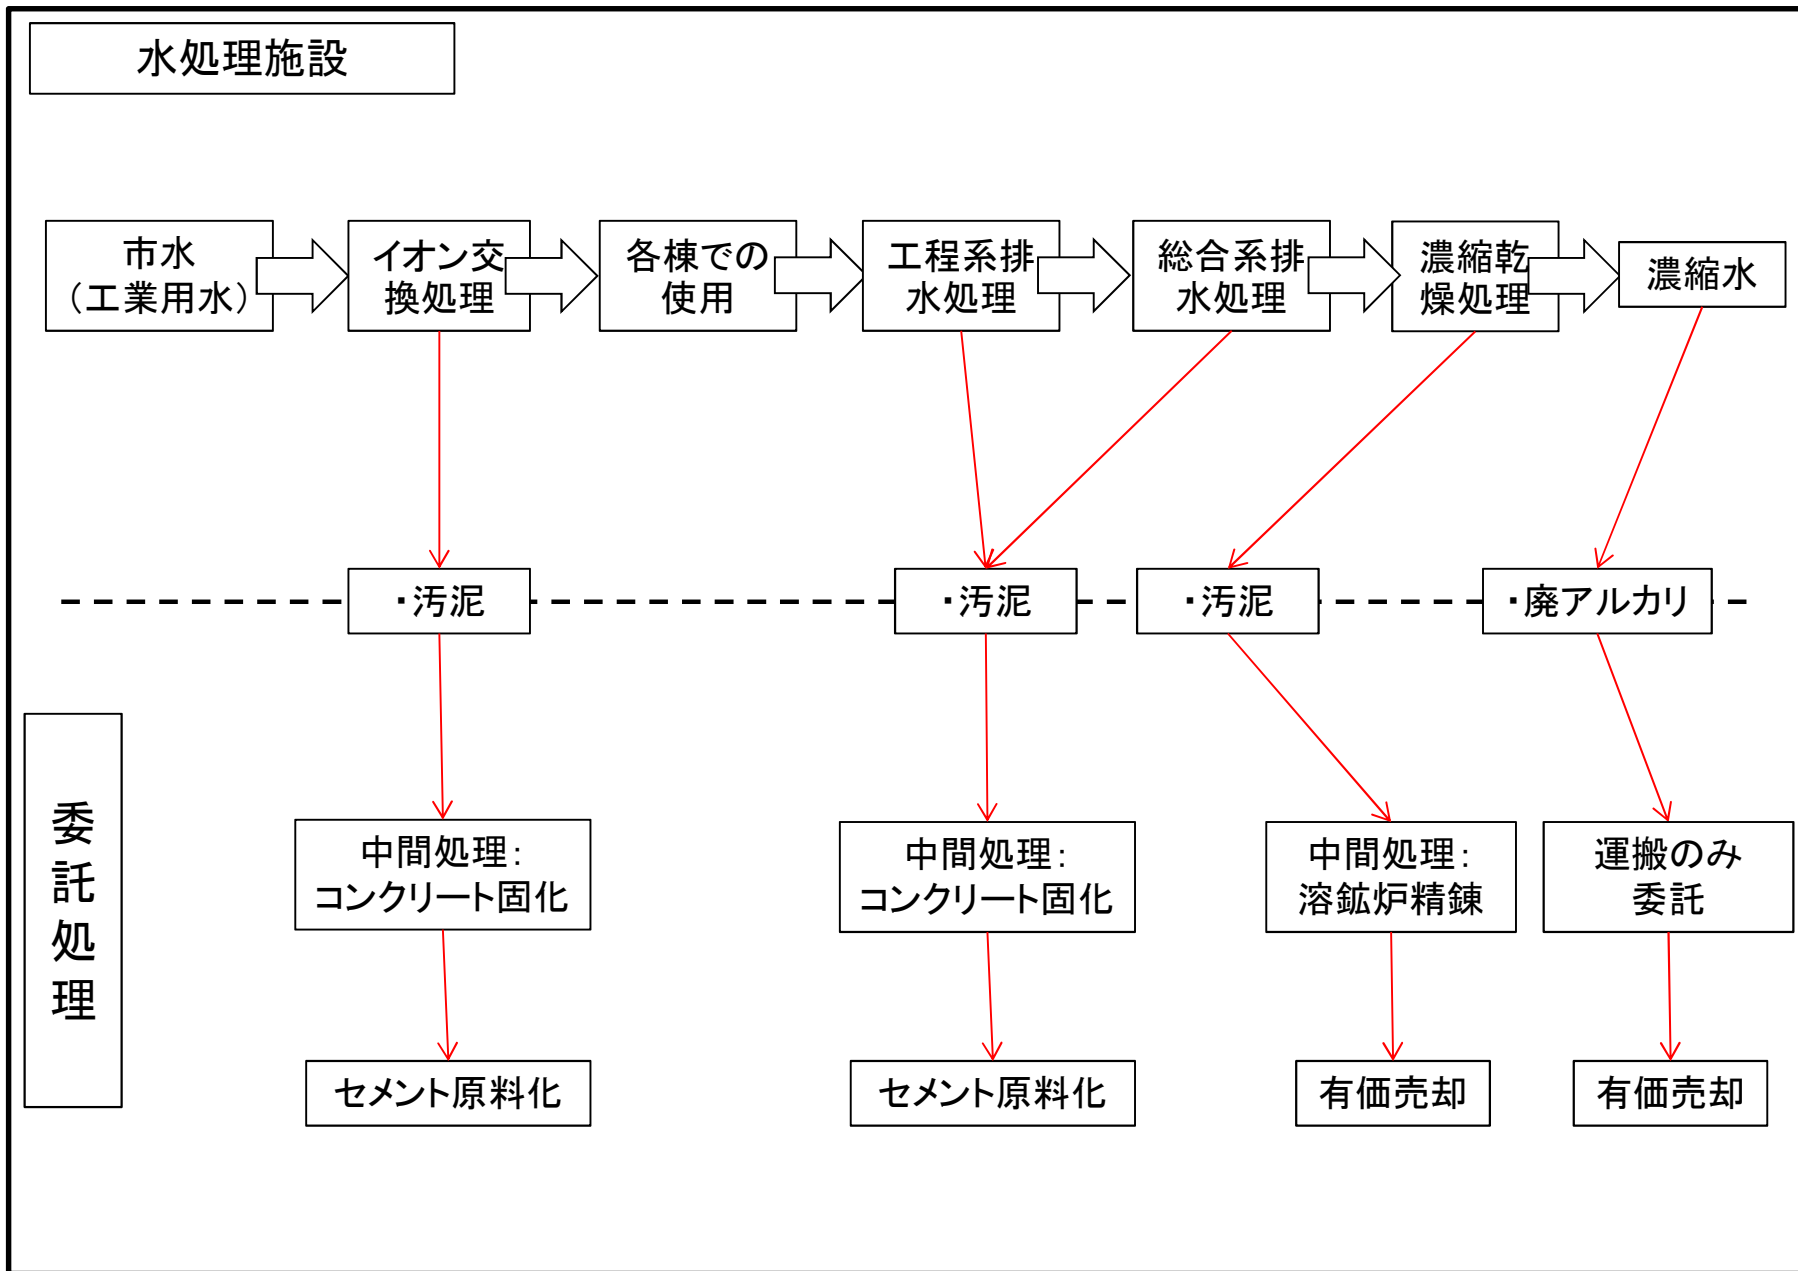 水処理施設
市水
（工業用水）
イオン交
換処理
各棟での
使用
工程系排
水処理
総合系排
水処理
濃縮乾
燥処理
濃縮水
・汚泥
・汚泥
・汚泥
・廃アルカリ
委託処理
中間処理：
コンクリート固化
中間処理：
コンクリート固化
中間処理：
溶鉱炉精錬
運搬のみ
委託
セメント原料化
セメント原料化
有価売却
有価売却